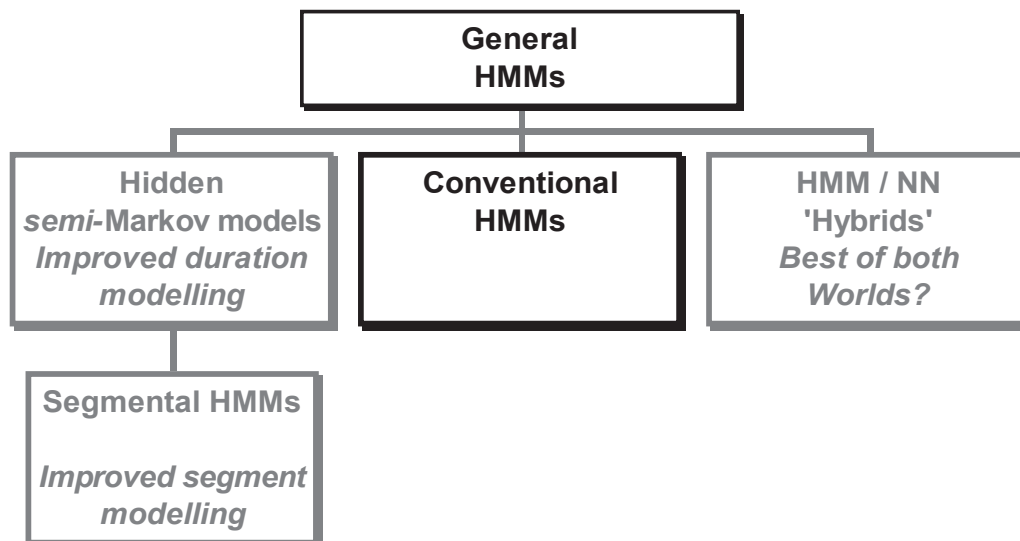 General
HMMs
Hidden
semi-Markov models
Improved duration
modelling
Conventional
HMMs
HMM / NN
'Hybrids'
Best of both
Worlds?
Segmental HMMs
Improved segment
modelling